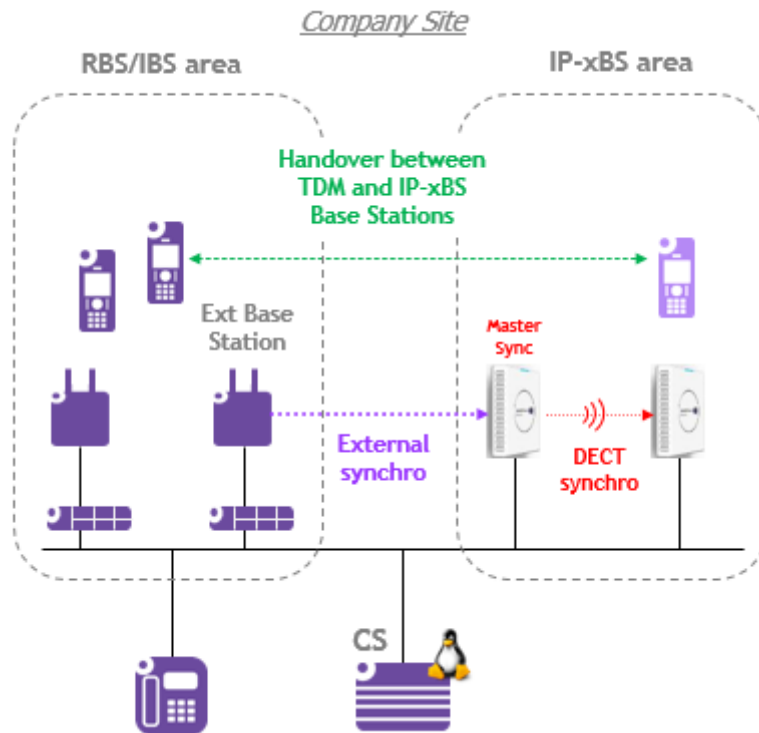 Company Site
RBS/IBS area
IP-xBS area
Handover between
TDM and IP-xBS
Base Stations
Ext Base
Station
Master
Sync
External
synchro
DECT
synchro
CS